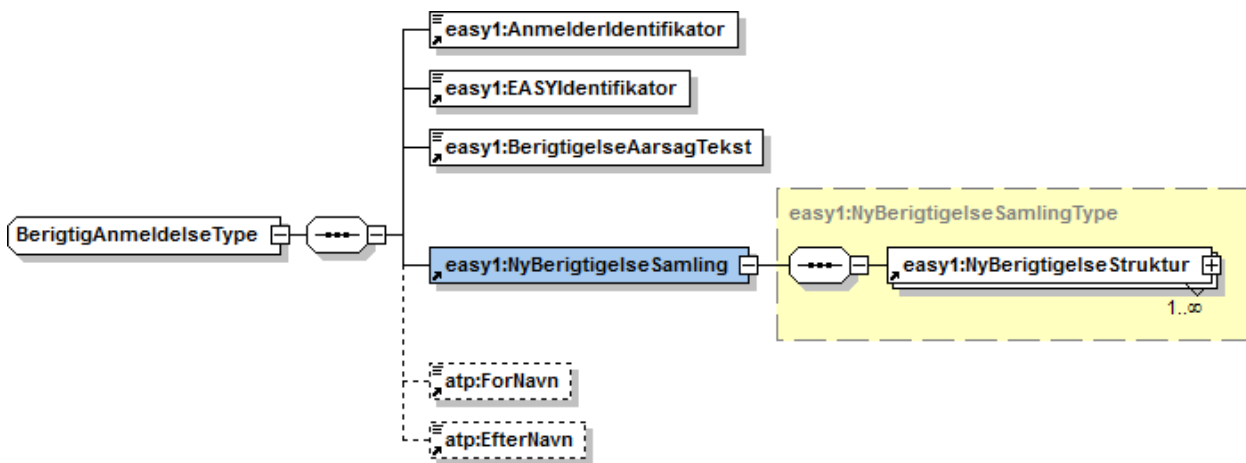 easy1:AnmelderIdentifikator
easy1:EASYIdentifikator
easy1:BerigtigelseAarsagTekst
easy1:NyBerigtigelseSamlingType
BerigtigAnmeldelseType
easy1:NyBerigtigelseSamling
easy1:NyBerigtigelseStruktur
1..∞
atp:ForNavn
atp:EfterNavn